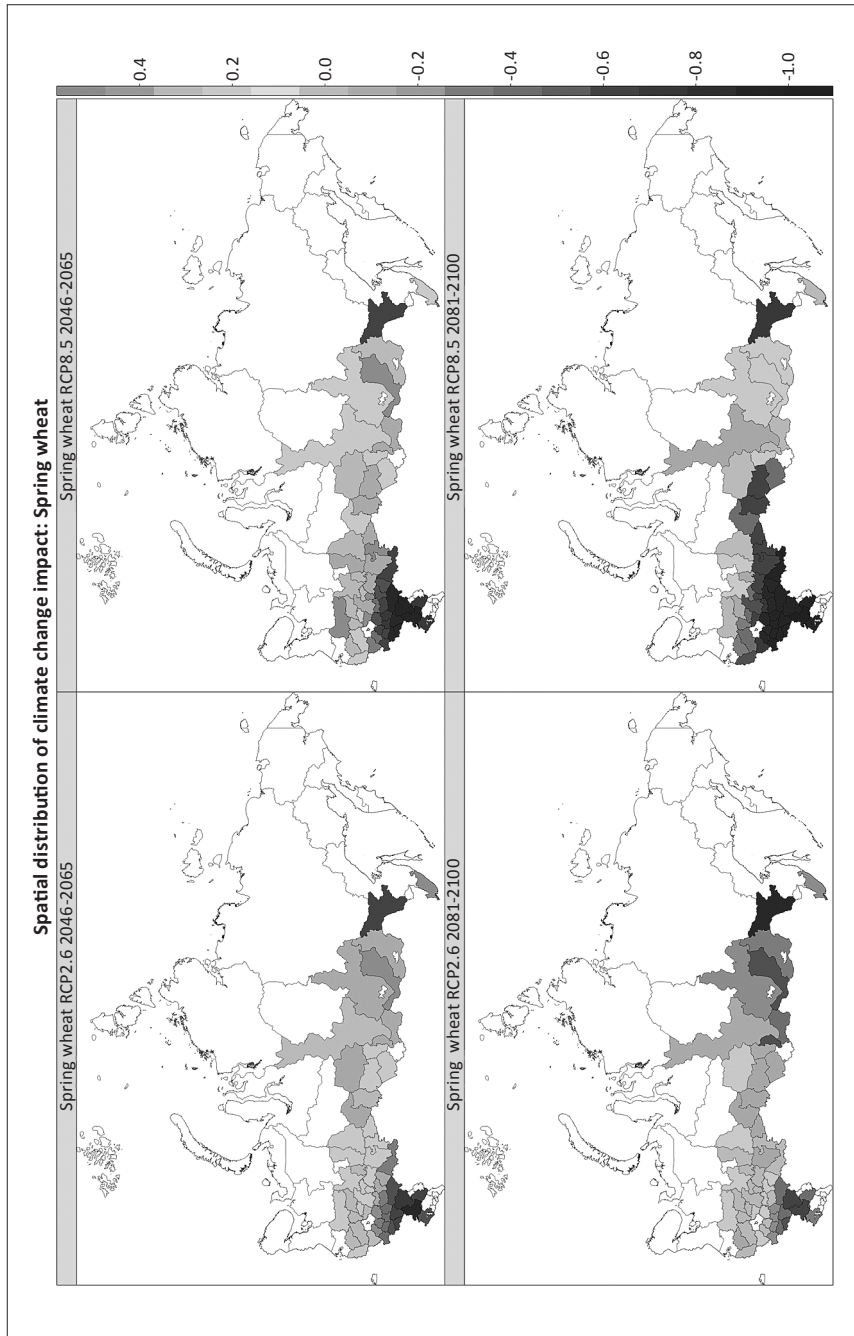 Spatial distribution of climate change impact: Spring wheat
Spring wheat RCP2.6 2046-2065
Spring wheat RCP8.5 2046-2065
Spring wheat RCP2.6 2081-2100
Spring wheat RCP8.5 2081-2100
0.4
0.2
0.0
-0.2
-0.4
-0.6
-0.8
-1.0